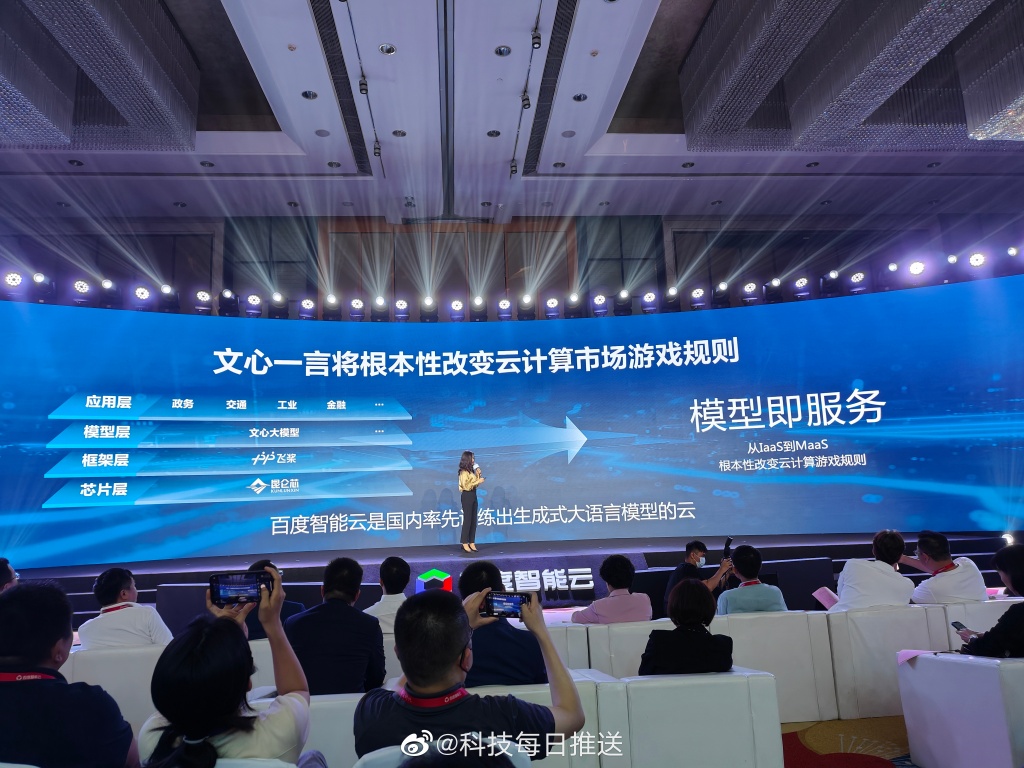 文心一言将根本性改变云计算市场游戏规则
应用层 政务 交通 工业 金融 ...
模型层 文心大模型 ...
框架层 飞桨
芯片层 昆仑芯
KUNLUNXIN
模型即服务
从IaaS到MaaS
根本性改变云计算游戏规则
百度智能云是国内率先 练出生成式大语言模型的云
度智能云
@科技每日推送